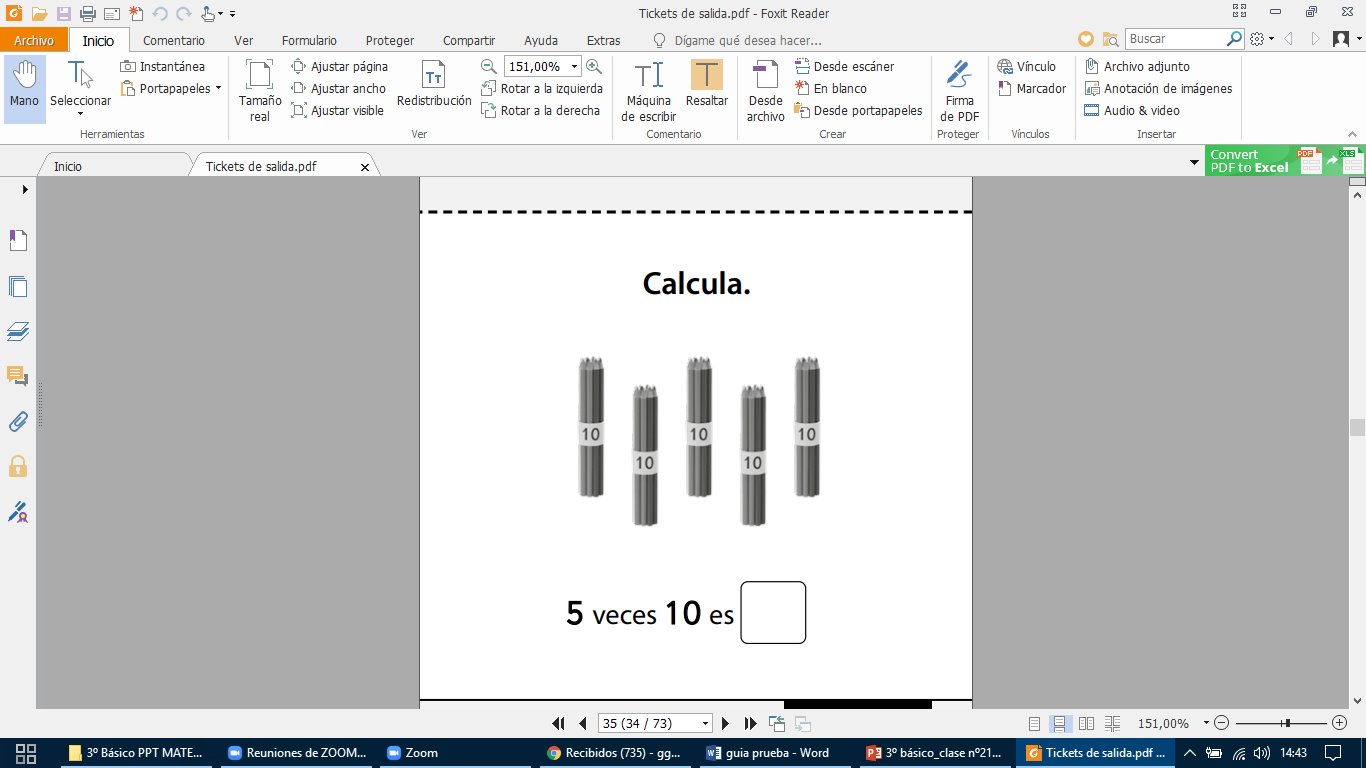 Tickets de salida.pdf - Foxit Reader
Archivo Inicio Comentario Ver Formulario Proteger Compartir Ayuda Extras Dígame qué desea hacer... Buscar
Mano
Seleccionar
Instantánea
Portapapeles
Herramientas
Tamaño
real
Ajustar página
Ajustar ancho
Ajustar visible
Redistribución
151,00%
Rotar a la izquierda
Rotar a la derecha
Ver
Máquina
de escribir
Resaltar
Comentario
Desde
archivo
Desde escáner
En blanco
Desde portapapeles
Crear
Firma
de PDF
Proteger
Vínculo
Marcador
Vínculos
Archivo adjunto
Anotación de imágenes
Audio & video
Insertar
Inicio
Tickets de salida.pdf
Convert
PDF to Excel
PDF
XLS
Calcula.
10 10 10
10 10
5 veces 10 es
35 (34 / 73)
151,00%
3º Básico PPT MATE...
Reuniones de ZOOM...
Zoom
Recibidos (735) - gg...
guia prueba - Word
3º básico_clase nº21...
Tickets de salida.pdf ...
14:43